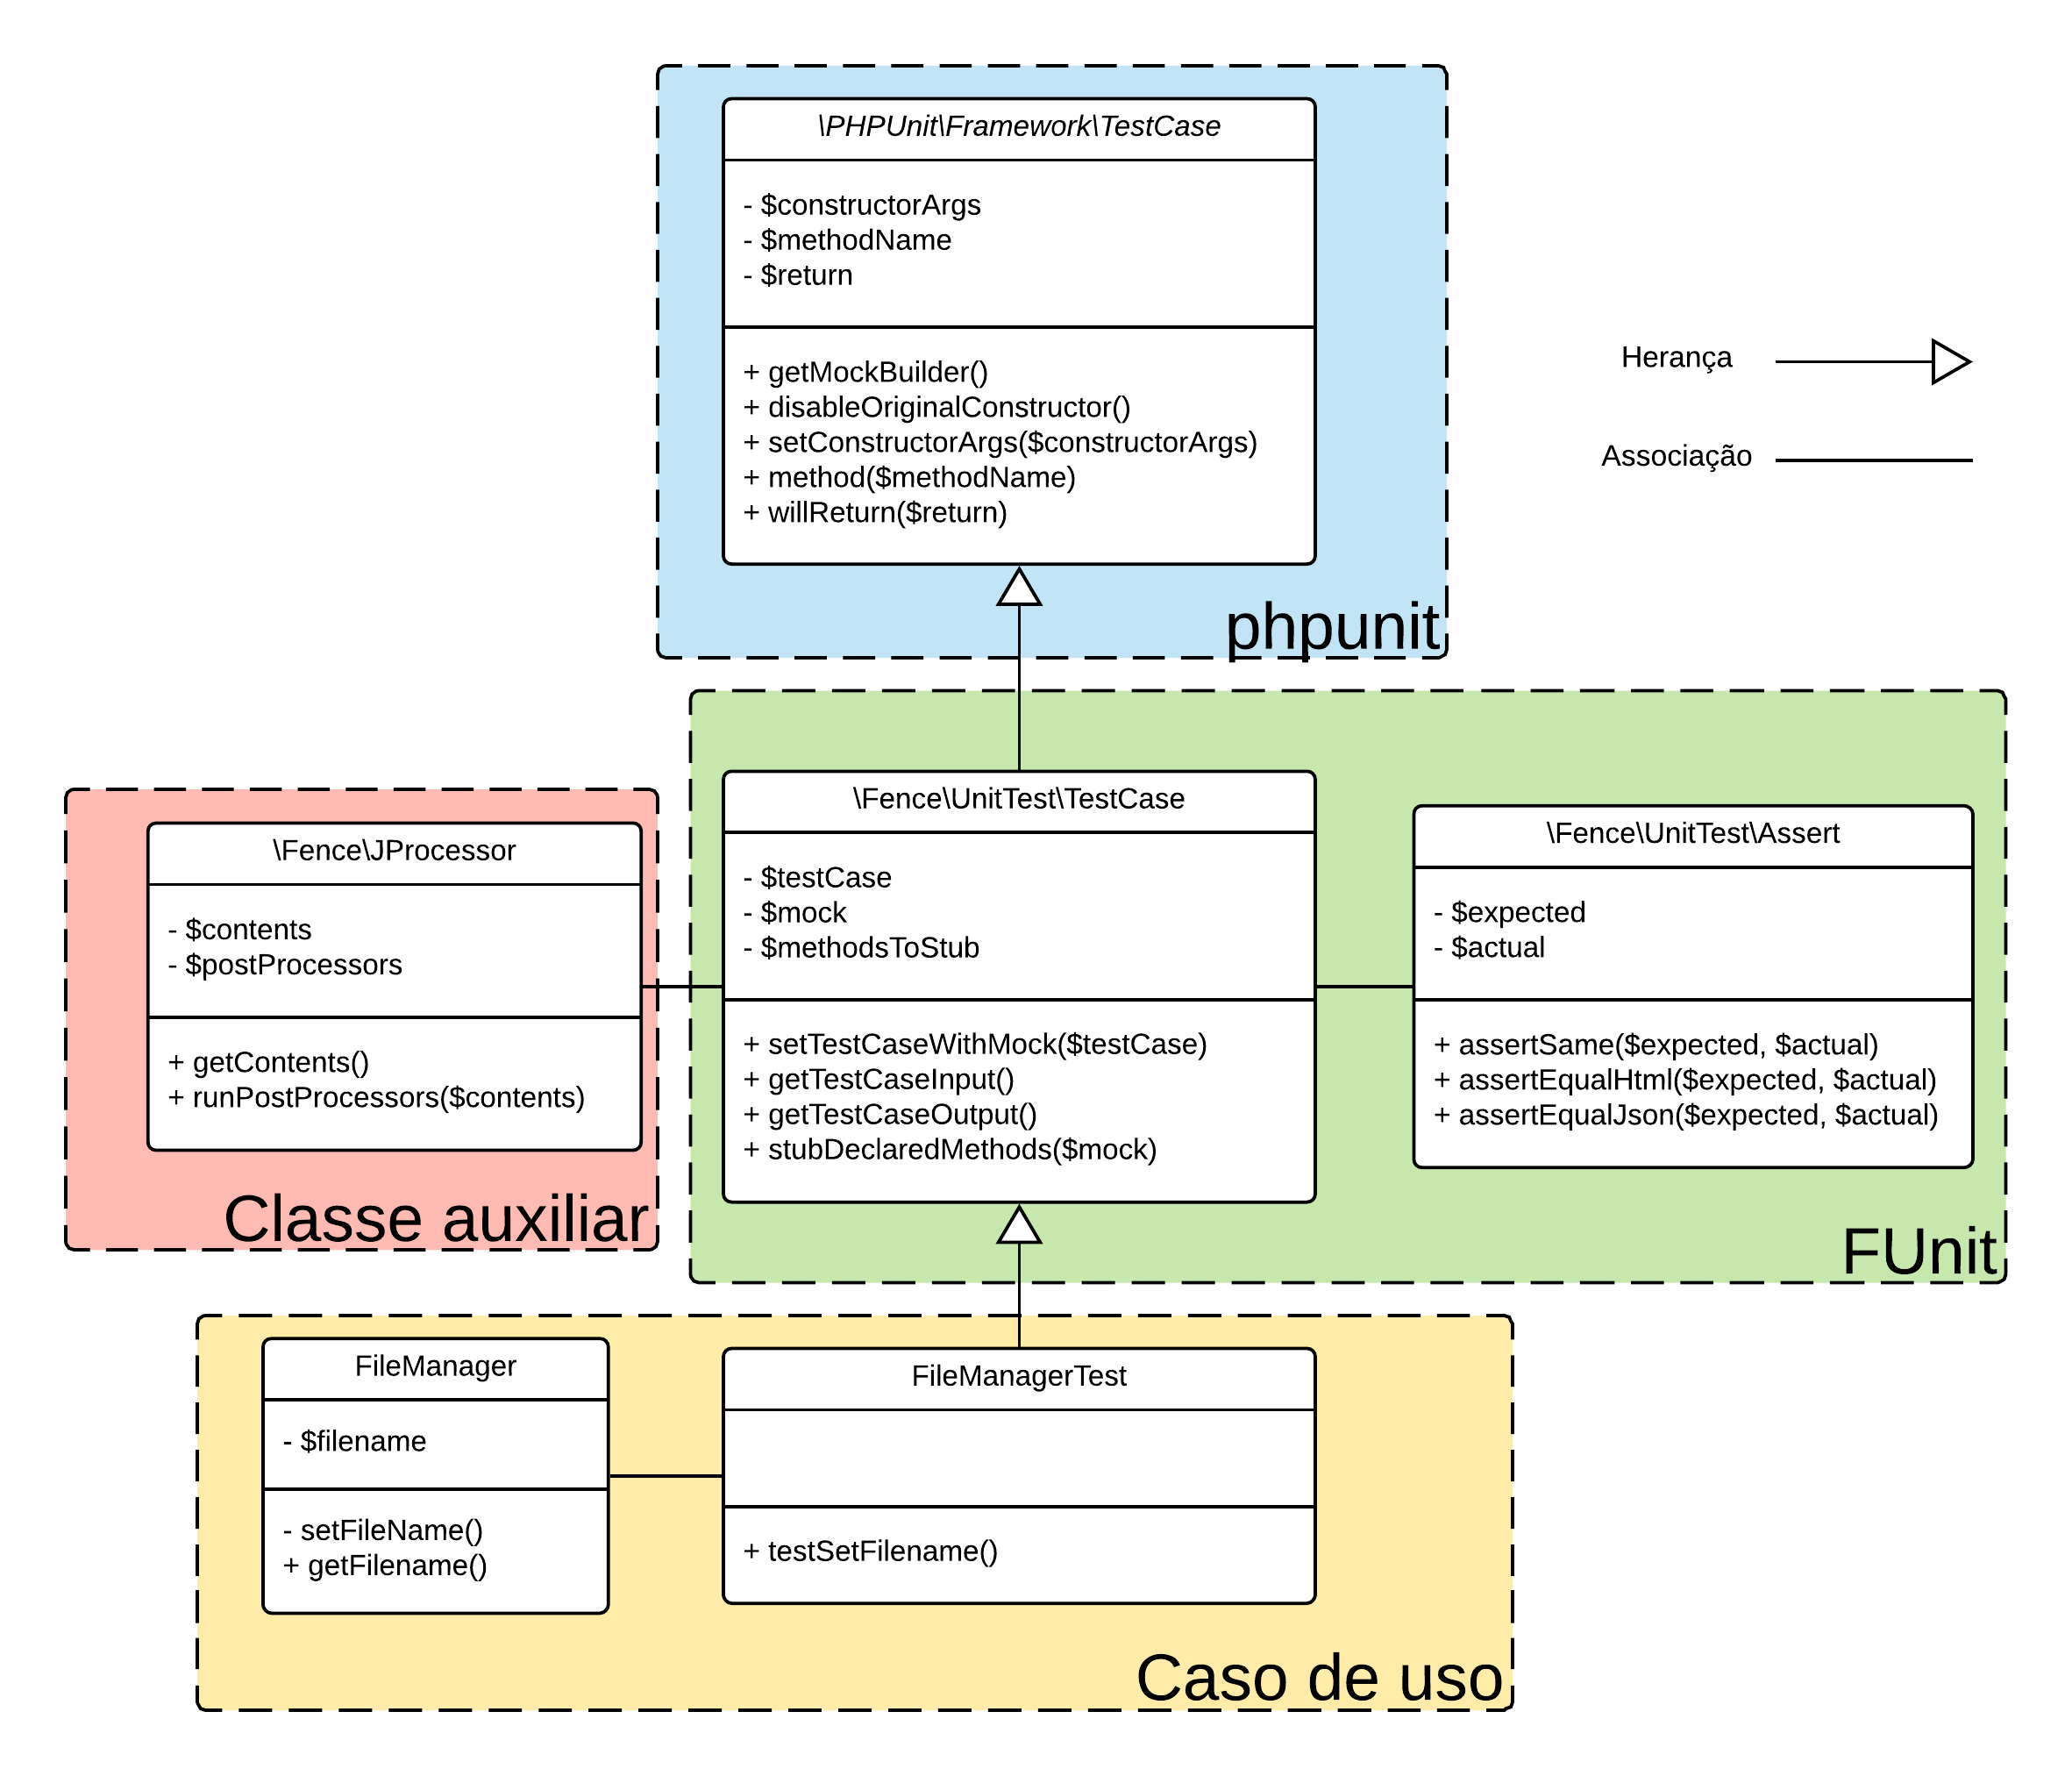 \PHPUnit\Framework\TestCase
- $constructorArgs
- $methodName
- $return
+ getMockBuilder()
+ disableOriginalConstructor()
+ setConstructorArgs($constructorArgs)
+ method($methodName)
+ willReturn($return)
phpunit
Herança
Associação
\Fence\JProcessor
- $contents
- $postProcessors
+ getContents()
+ runPostProcessors($contents)
Classe auxiliar
\Fence\UnitTest\TestCase
- $testCase
- $mock
- $methodsToStub
+ setTestCaseWithMock($testCase)
+ getTestCaseInput()
+ getTestCaseOutput()
+ stubDeclaredMethods($mock)
\Fence\UnitTest\Assert
- $expected
- $actual
+ assertSame($expected, $actual)
+ assertEqualHtml($expected, $actual)
+ assertEqualJson($expected, $actual)
FUnit
FileManager
- $filename
- setFileName()
+ getFilename()
FileManagerTest
+ testSetFilename()
Caso de uso